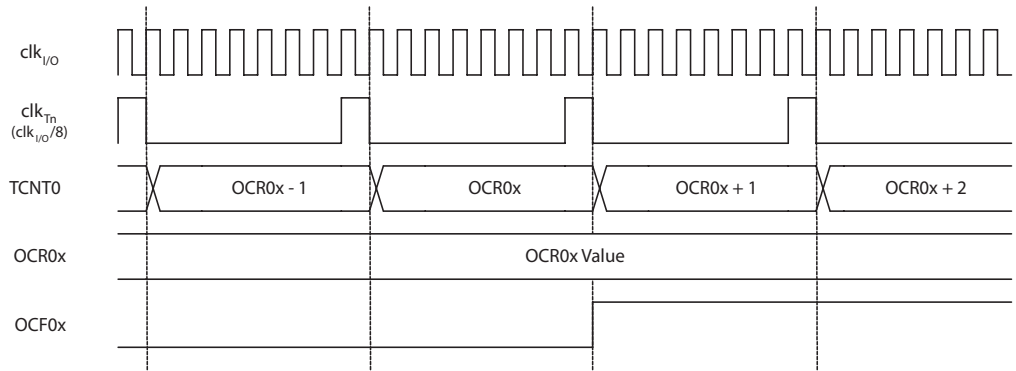 clkI/O
clkTn
(clkI/O/8)
TCNT0 OCR0x - 1 OCR0x OCR0x + 1 OCR0x + 2
OCR0x OCR0x Value
OCF0x